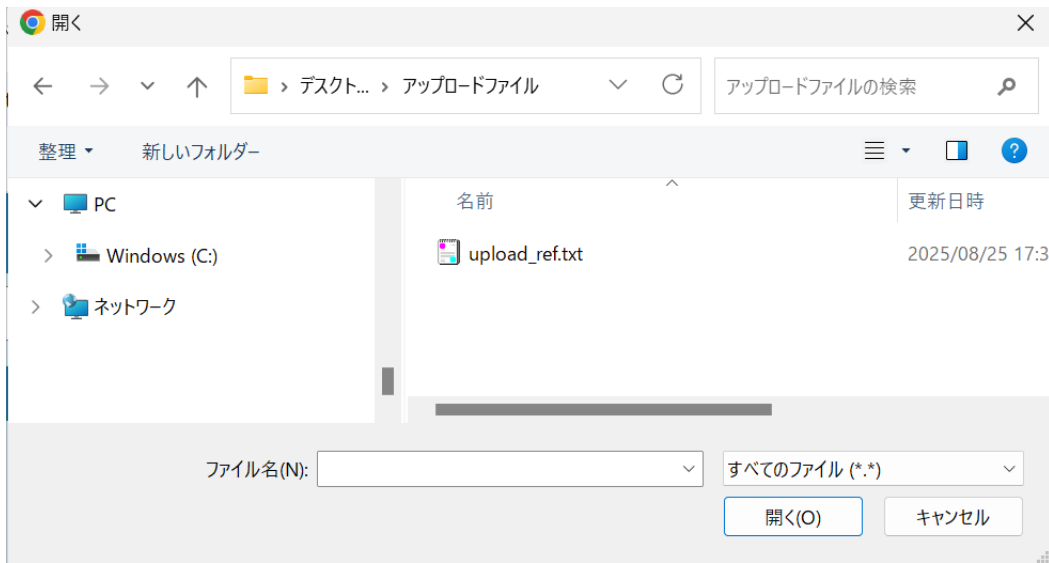 開く
デスクト... アップロードファイル アップロードファイルの検索
整理 新しいフォルダー
PC
Windows (C:)
ネットワーク
名前 更新日時
upload_ref.txt 2025/08/25 17:3
ファイル名(N): すべてのファイル (*.*)
開く(O) キャンセル